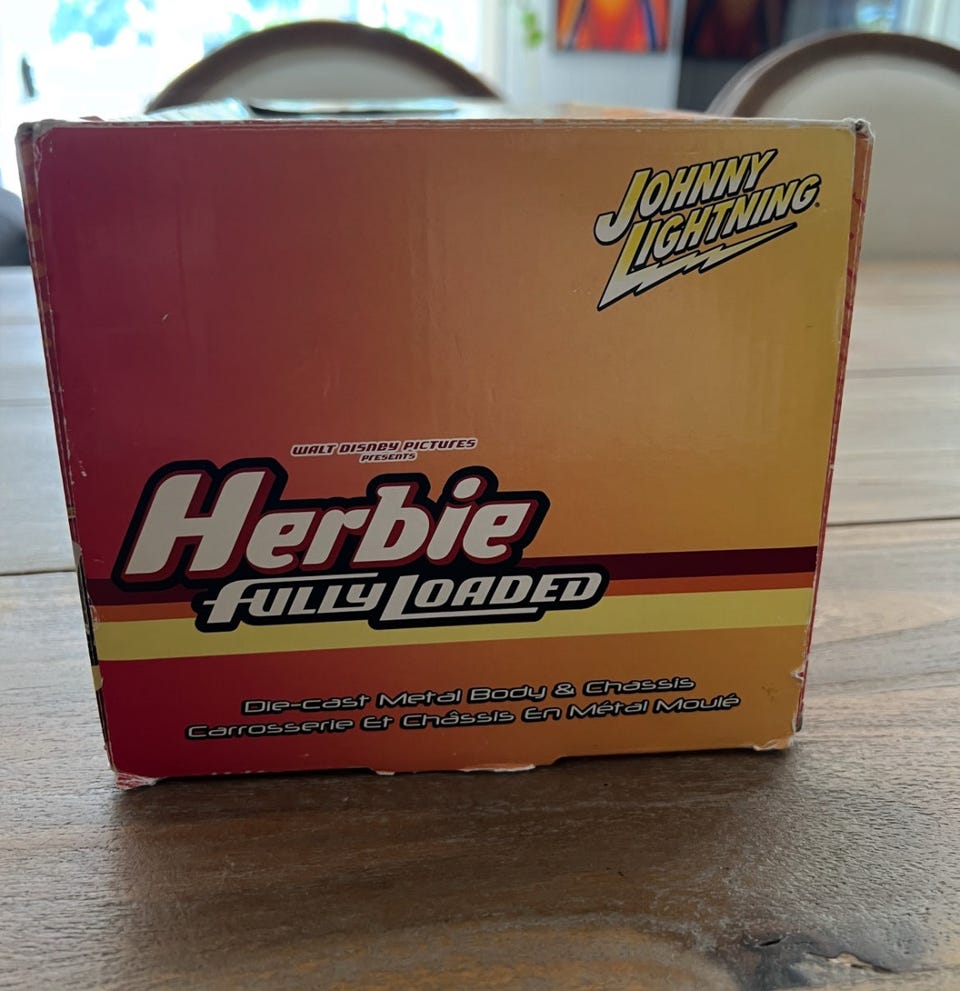 JOHNNY
LIGHTNING
WALT DISNEY PICTURES
PRESENTS
Herbie
FULLY LOADED
Die-cast Metal Body & Chassis
Carrosserie Et Châssis En Métal Moulé